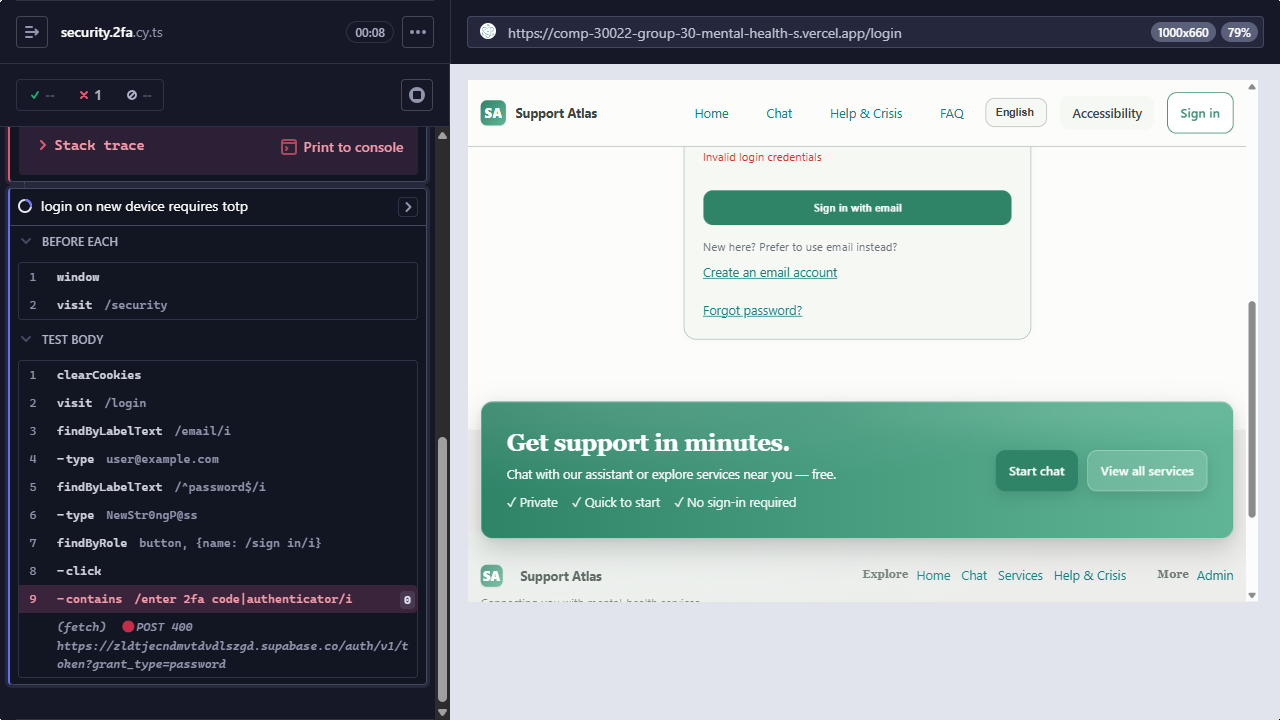 security.2fa.cy.ts
00:08
-- 1 --
Stack trace
Print to console
login on new device requires totp
BEFORE EACH
1 window
2 visit /security
TEST BODY
1 clearCookies
2 visit /login
3 findByLabelText /email/i
4 -type user@example.com
5 findByLabelText /^password$/i
6 -type NewStr0ngP@ss
7 findByRole button, {name: /sign in/i}
8 -click
9 -contains /enter 2fa code|authenticator/i 0
(fetch) POST 400
https://zldtjecndmvtdvdlszgd.supabase.co/auth/v1/t
oken?grant_type=password
https://comp-30022-group-30-mental-health-s.vercel.app/login
1000x660
79%
SA Support Atlas
Home
Chat
Help & Crisis
FAQ
English
Accessibility
Sign in
Invalid login credentials
Sign in with email
New here? Prefer to use email instead?
Create an email account
Forgot password?
Get support in minutes.
Chat with our assistant or explore services near you — free.
✓ Private ✓ Quick to start ✓ No sign-in required
Start chat
View all services
SA Support Atlas
Explore Home Chat Services Help & Crisis
More Admin
Connecting you with mental-health services